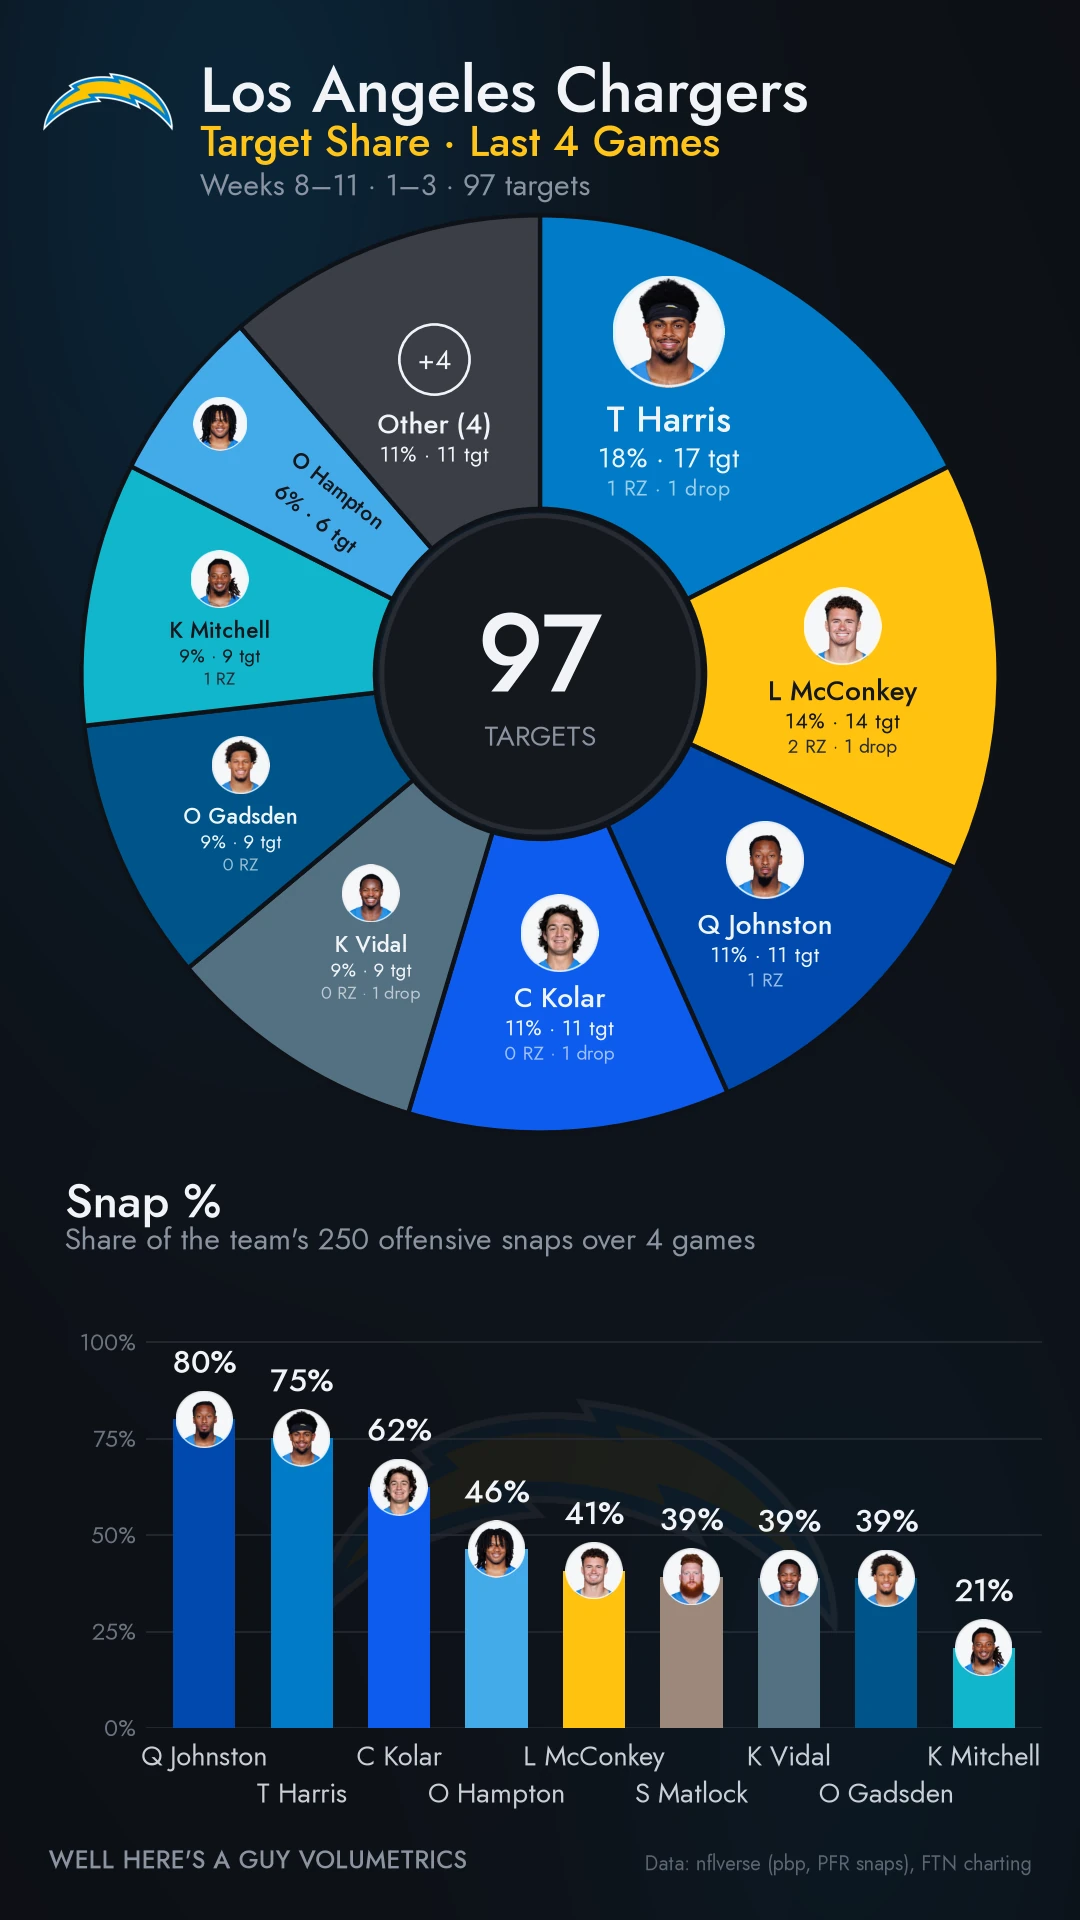 Los Angeles Chargers
Target Share · Last 4 Games
Weeks 8–11 · 1–3 · 97 targets
T Harris
18% · 17 tgt
1 RZ · 1 drop
L McConkey
14% · 14 tgt
2 RZ · 1 drop
Q Johnston
11% · 11 tgt
1 RZ
C Kolar
11% · 11 tgt
0 RZ · 1 drop
K Vidal
9% · 9 tgt
0 RZ · 1 drop
O Gadsden
9% · 9 tgt
0 RZ
K Mitchell
9% · 9 tgt
1 RZ
O Hampton
6% · 6 tgt
+4
Other (4)
11% · 11 tgt
97
TARGETS
Snap %
Share of the team's 250 offensive snaps over 4 games
100%
75%
50%
25%
0%
80%
75%
62%
46%
41%
39%
39%
39%
21%
Q Johnston
T Harris
C Kolar
O Hampton
L McConkey
S Matlock
K Vidal
O Gadsden
K Mitchell
WELL HERE'S A GUY VOLUMETRICS
Data: nflverse (pbp, PFR snaps), FTN charting